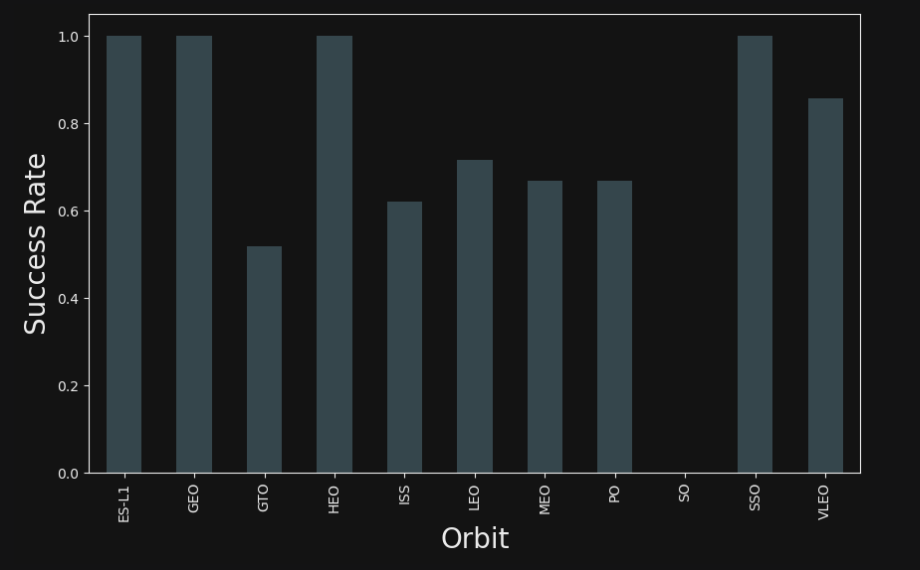 1.0
0.8
0.6
0.4
0.2
0.0
Success Rate
ES-L1
GEO
GTO
HEO
ISS
LEO
MEO
PO
SO
SSO
VLEO
Orbit